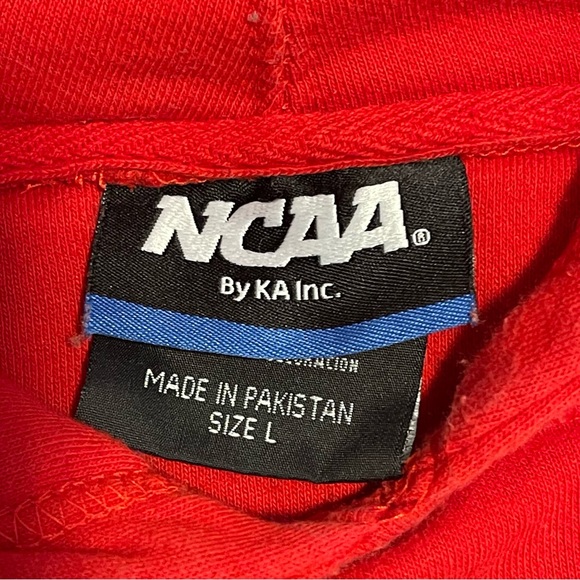 NCAA®
By KA Inc.
MADE IN PAKISTAN
SIZE L